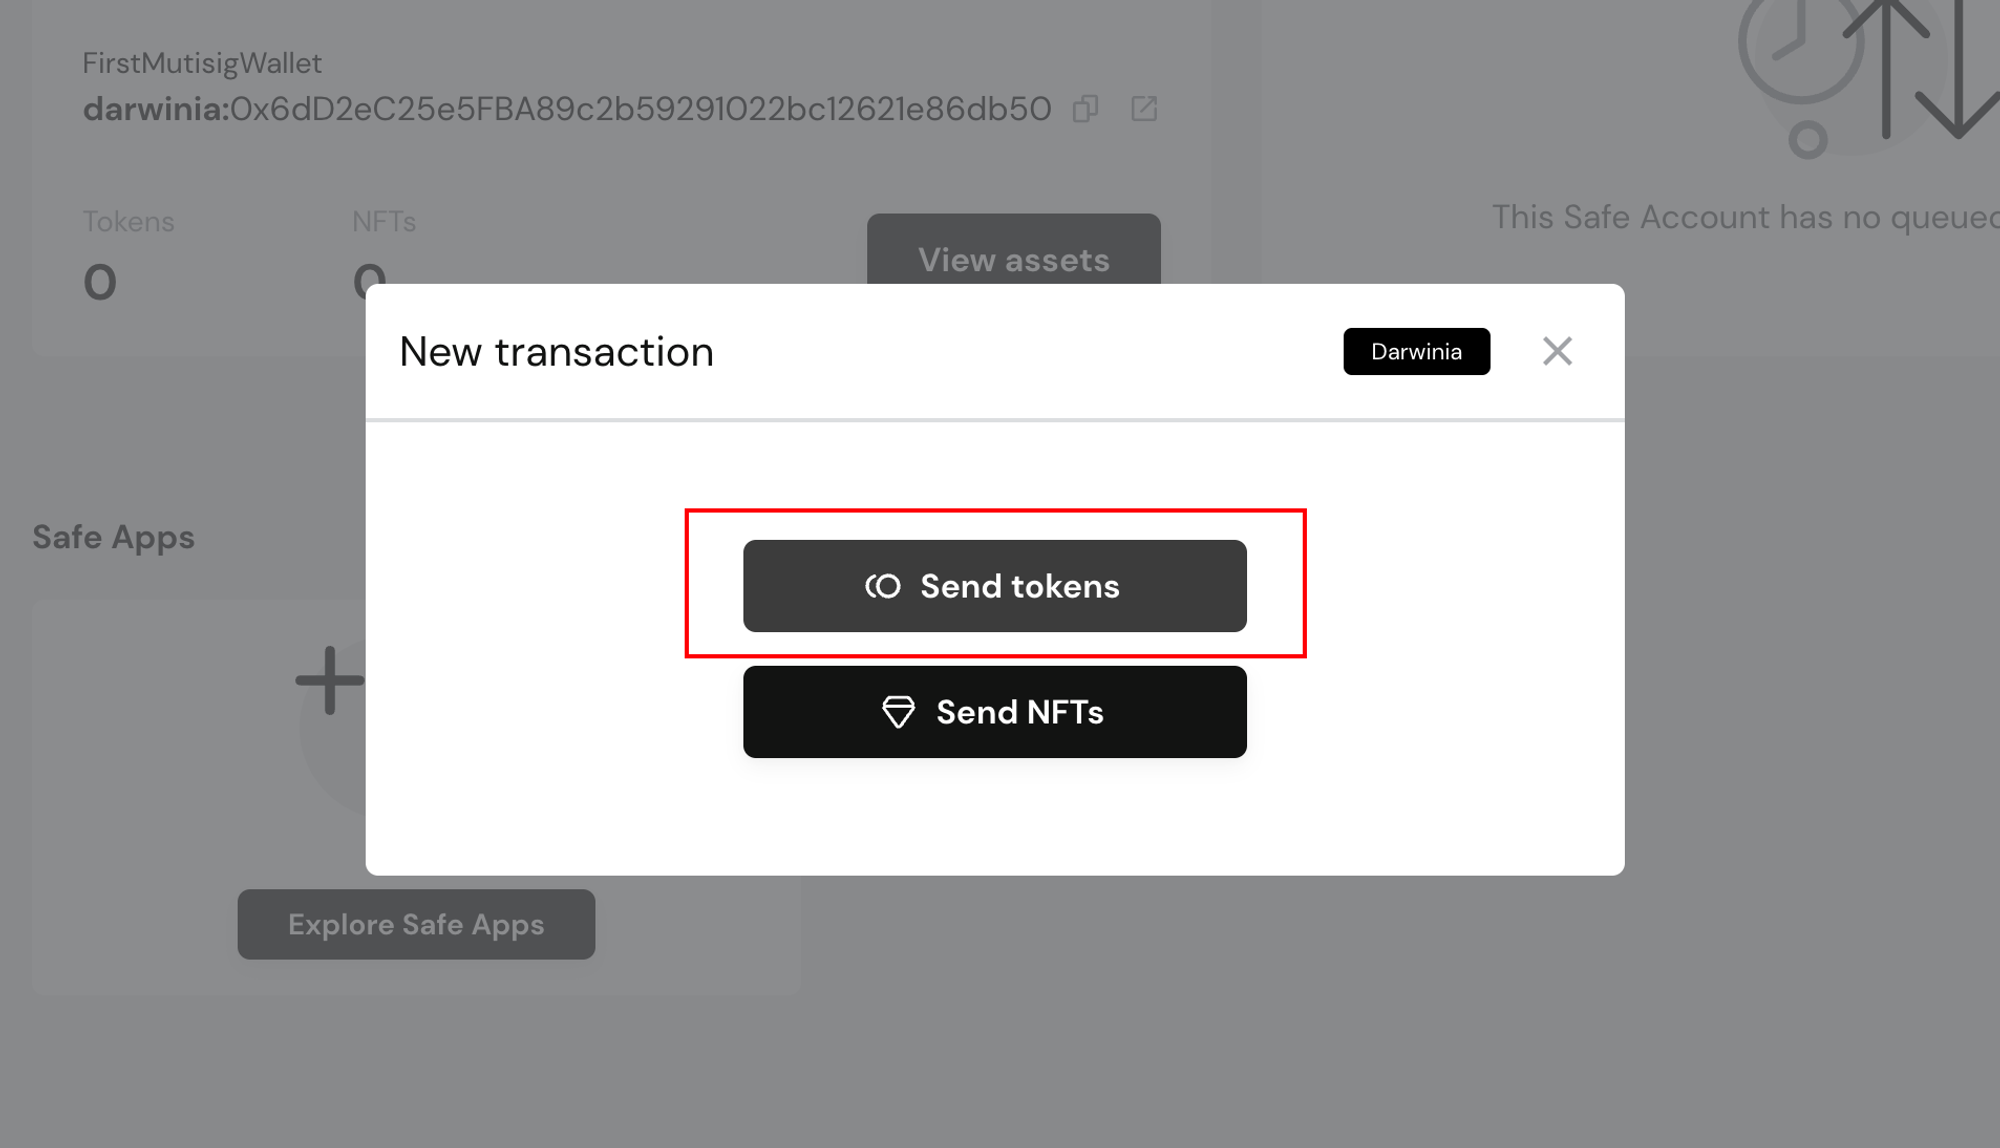 FirstMutisigWallet
darwinia:0x6dD2eC25e5FBA89c2b59291022bc12621e86db50
Tokens
NFTs
0
0
View assets
This Safe Account has no queued
New transaction
Darwinia
Send tokens
Send NFTs
Safe Apps
Explore Safe Apps